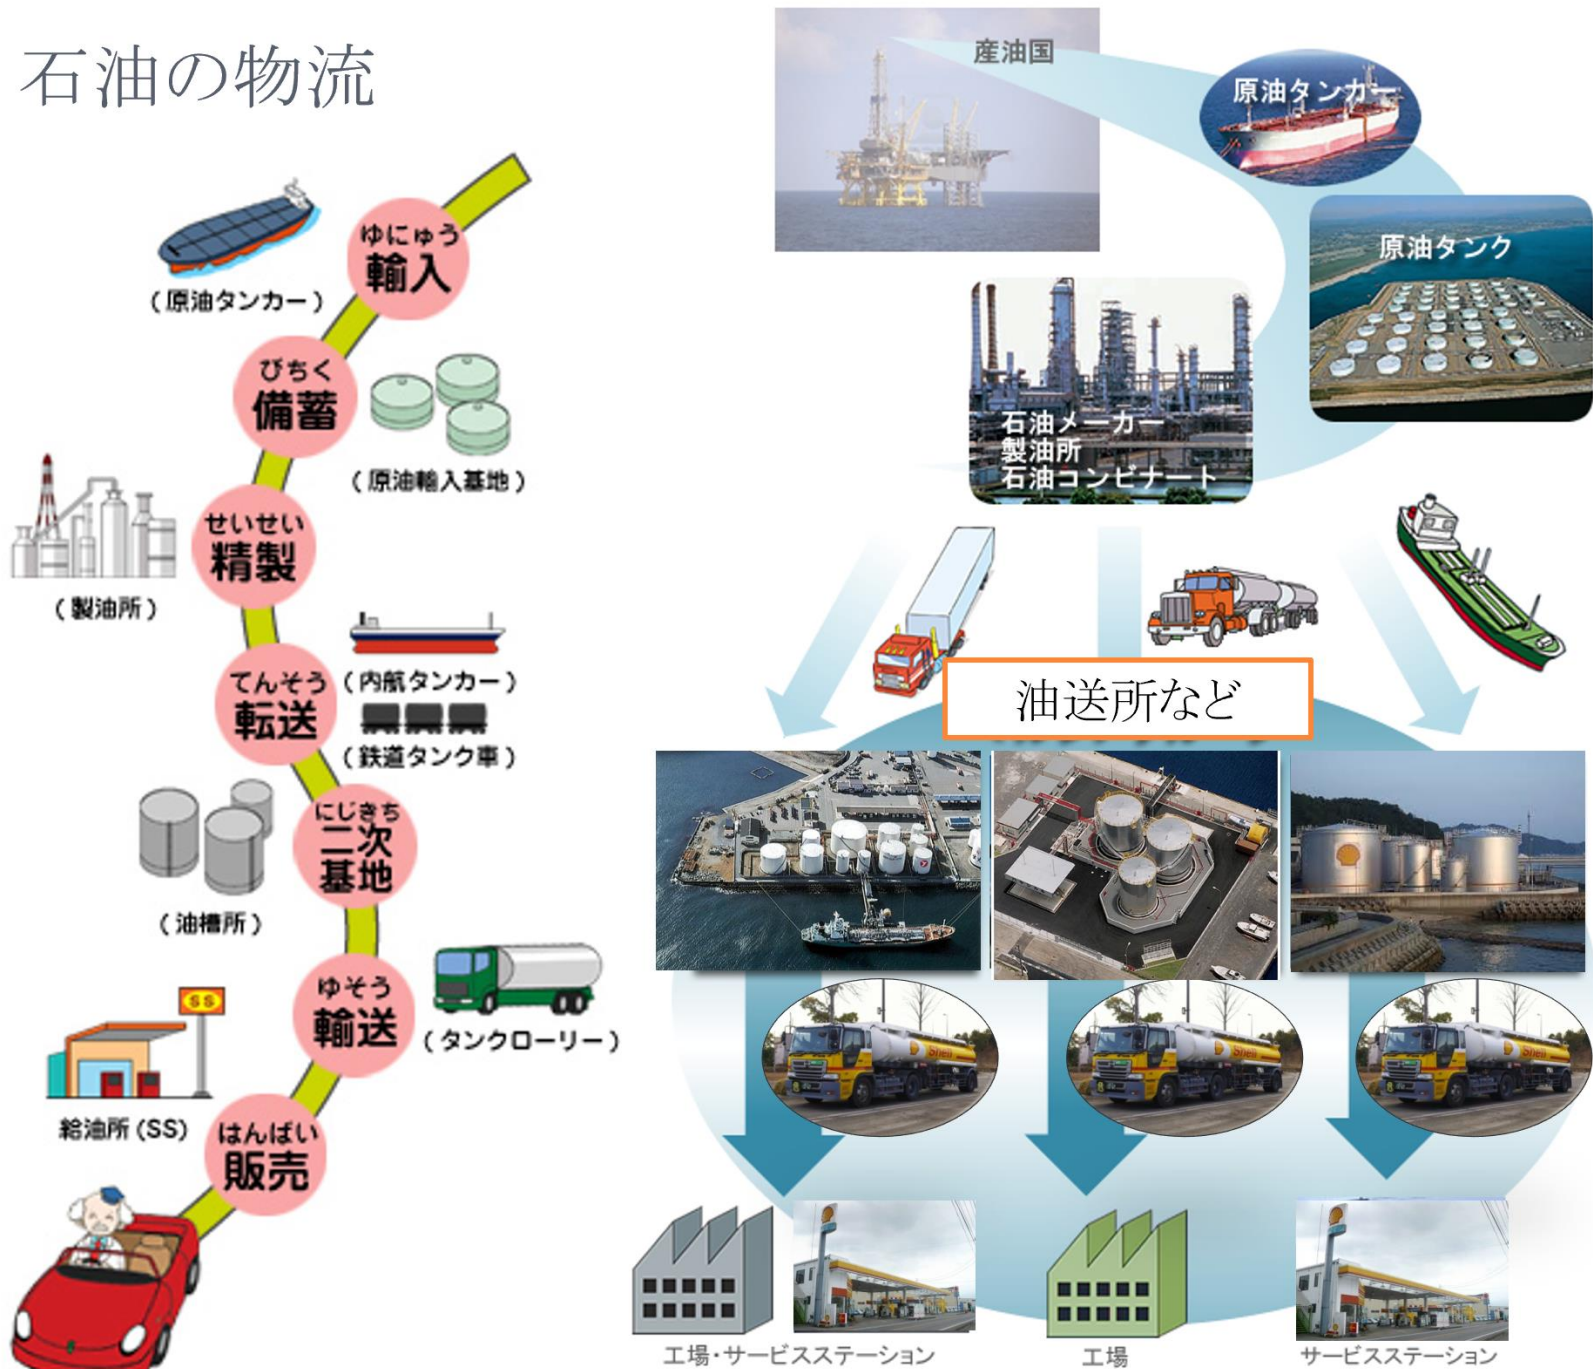 石油の物流
ゆにゅう
輸入
(原油タンカー)
びちく
備蓄
(原油輸入基地)
せいせい
精製
(製油所)
てんそう
転送
(内航タンカー)
(鉄道タンク車)
にじきち
二次
基地
(油槽所)
ゆそう
輸送
(タンクローリー)
SS
給油所(SS)
はんばい
販売
産油国
原油タンカー
原油タンク
石油メーカー
製油所
石油コンビナート
油送所など
Shell
Shell
Shell
工場・サービスステーション
工場
サービスステーション